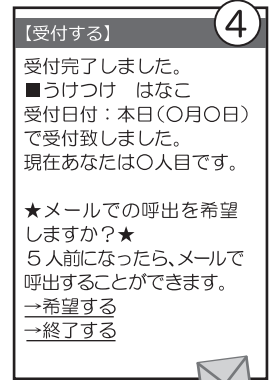 ④
【受付する】
受付完了しました。
■うけつけ　はなこ
受付日付：本日(〇月〇日)
で受付致しました。
現在あなたは〇人目です。
★メールでの呼出を希望
しますか？★
５人前になったら､メールで
呼出することができます。
→希望する
→終了する